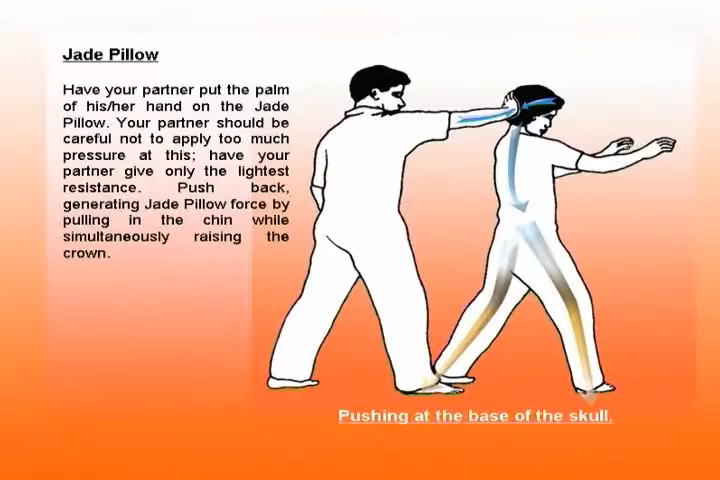 Jade Pillow
Have your partner put the palm
of his/her hand on the Jade
Pillow. Your partner should be
careful not to apply too much
pressure at this; have your
partner give only the lightest
resistance. Push back,
generating Jade Pillow force by
pulling in the chin while
simultaneously raising the
crown.
Pushing at the base of the skull.